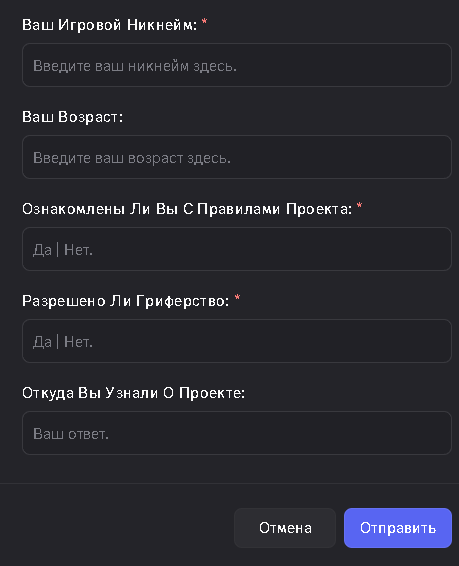 Ваш Игровой Никнейм: *
Введите ваш никнейм здесь.
Ваш Возраст:
Введите ваш возраст здесь.
Ознакомлены Ли Вы С Правилами Проекта: *
Да | Нет.
Разрешено Ли Гриферство: *
Да | Нет.
Откуда Вы Узнали О Проекте:
Ваш ответ.
Отмена Отправить